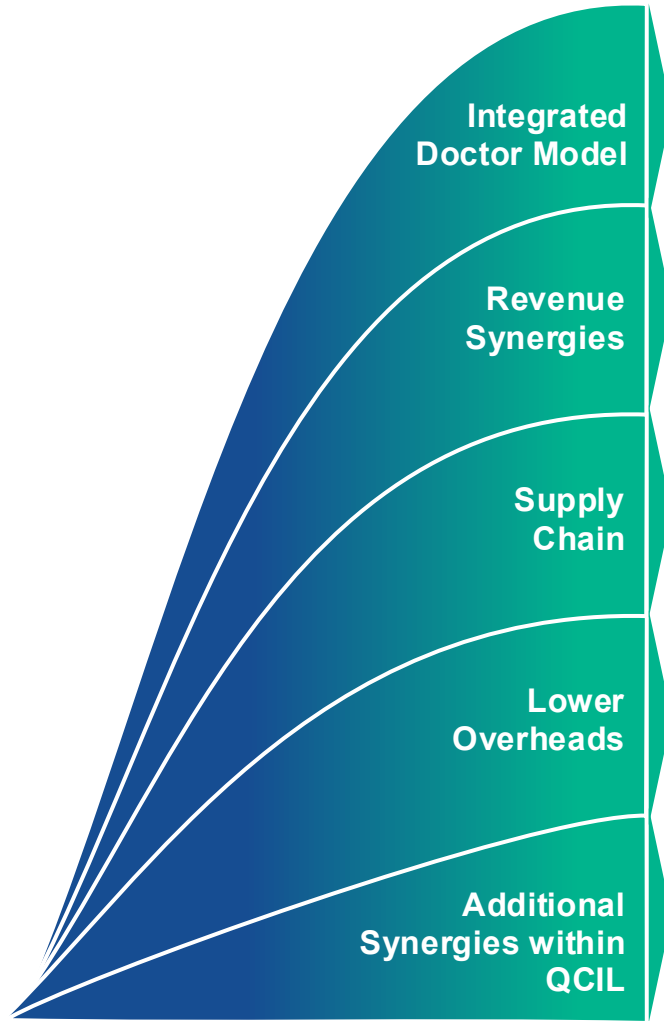 Integrated
Doctor Model
Revenue
Synergies
Supply
Chain
Lower
Overheads
Additional
Synergies within
QCIL